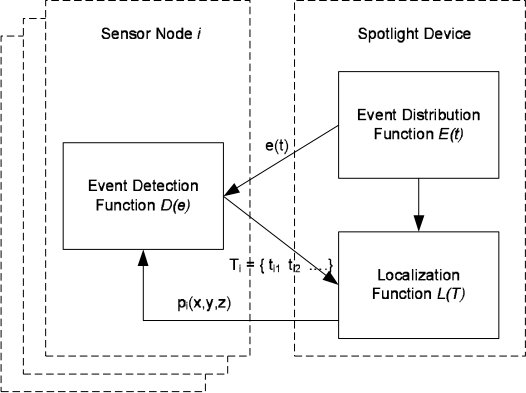 Sensor Node i
Spotlight Device
Event Distribution
Function E(t)
e(t)
Event Detection
Function D(e)
Ti = { ti1 ti2 ....}
Localization
Function L(T)
pi(x,y,z)